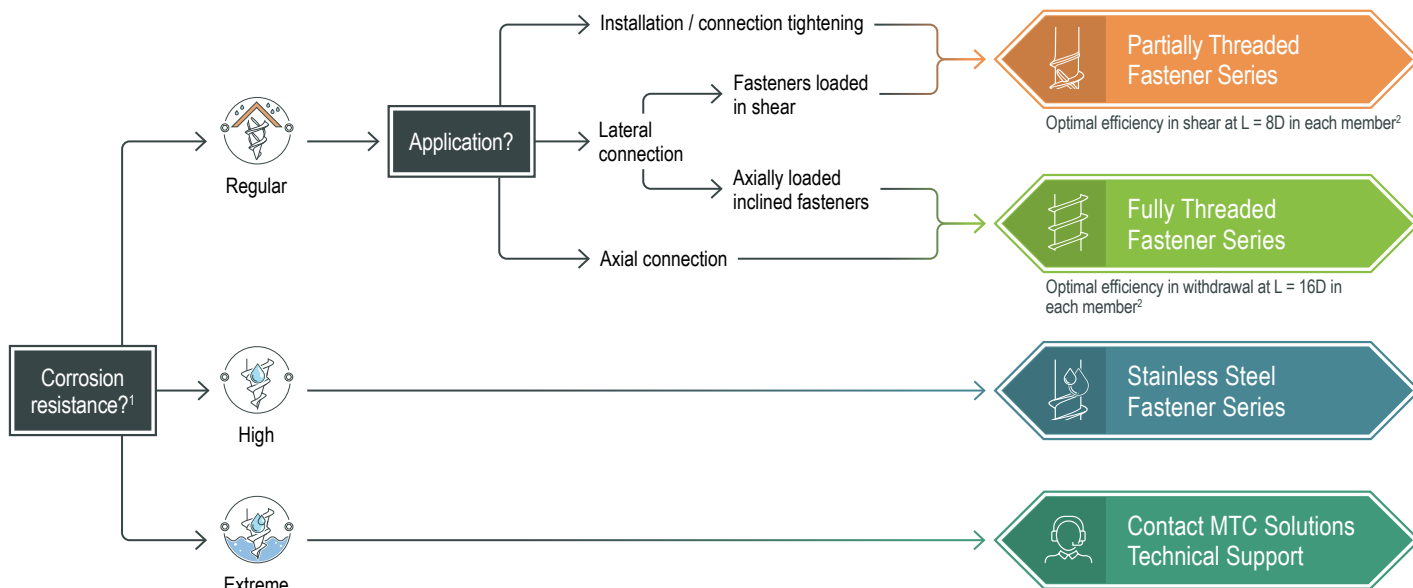 Installation / connection tightening
Partially Threaded
Fastener Series
Optimal efficiency in shear at L = 8D in each member²
Fasteners loaded
in shear
Regular
Application?
Lateral
connection
Axially loaded
inclined fasteners
Axial connection
Fully Threaded
Fastener Series
Optimal efficiency in withdrawal at L = 16D in
each member²
Corrosion
resistance?¹
High
Stainless Steel
Fastener Series
Extreme
Contact MTC Solutions
Technical Support